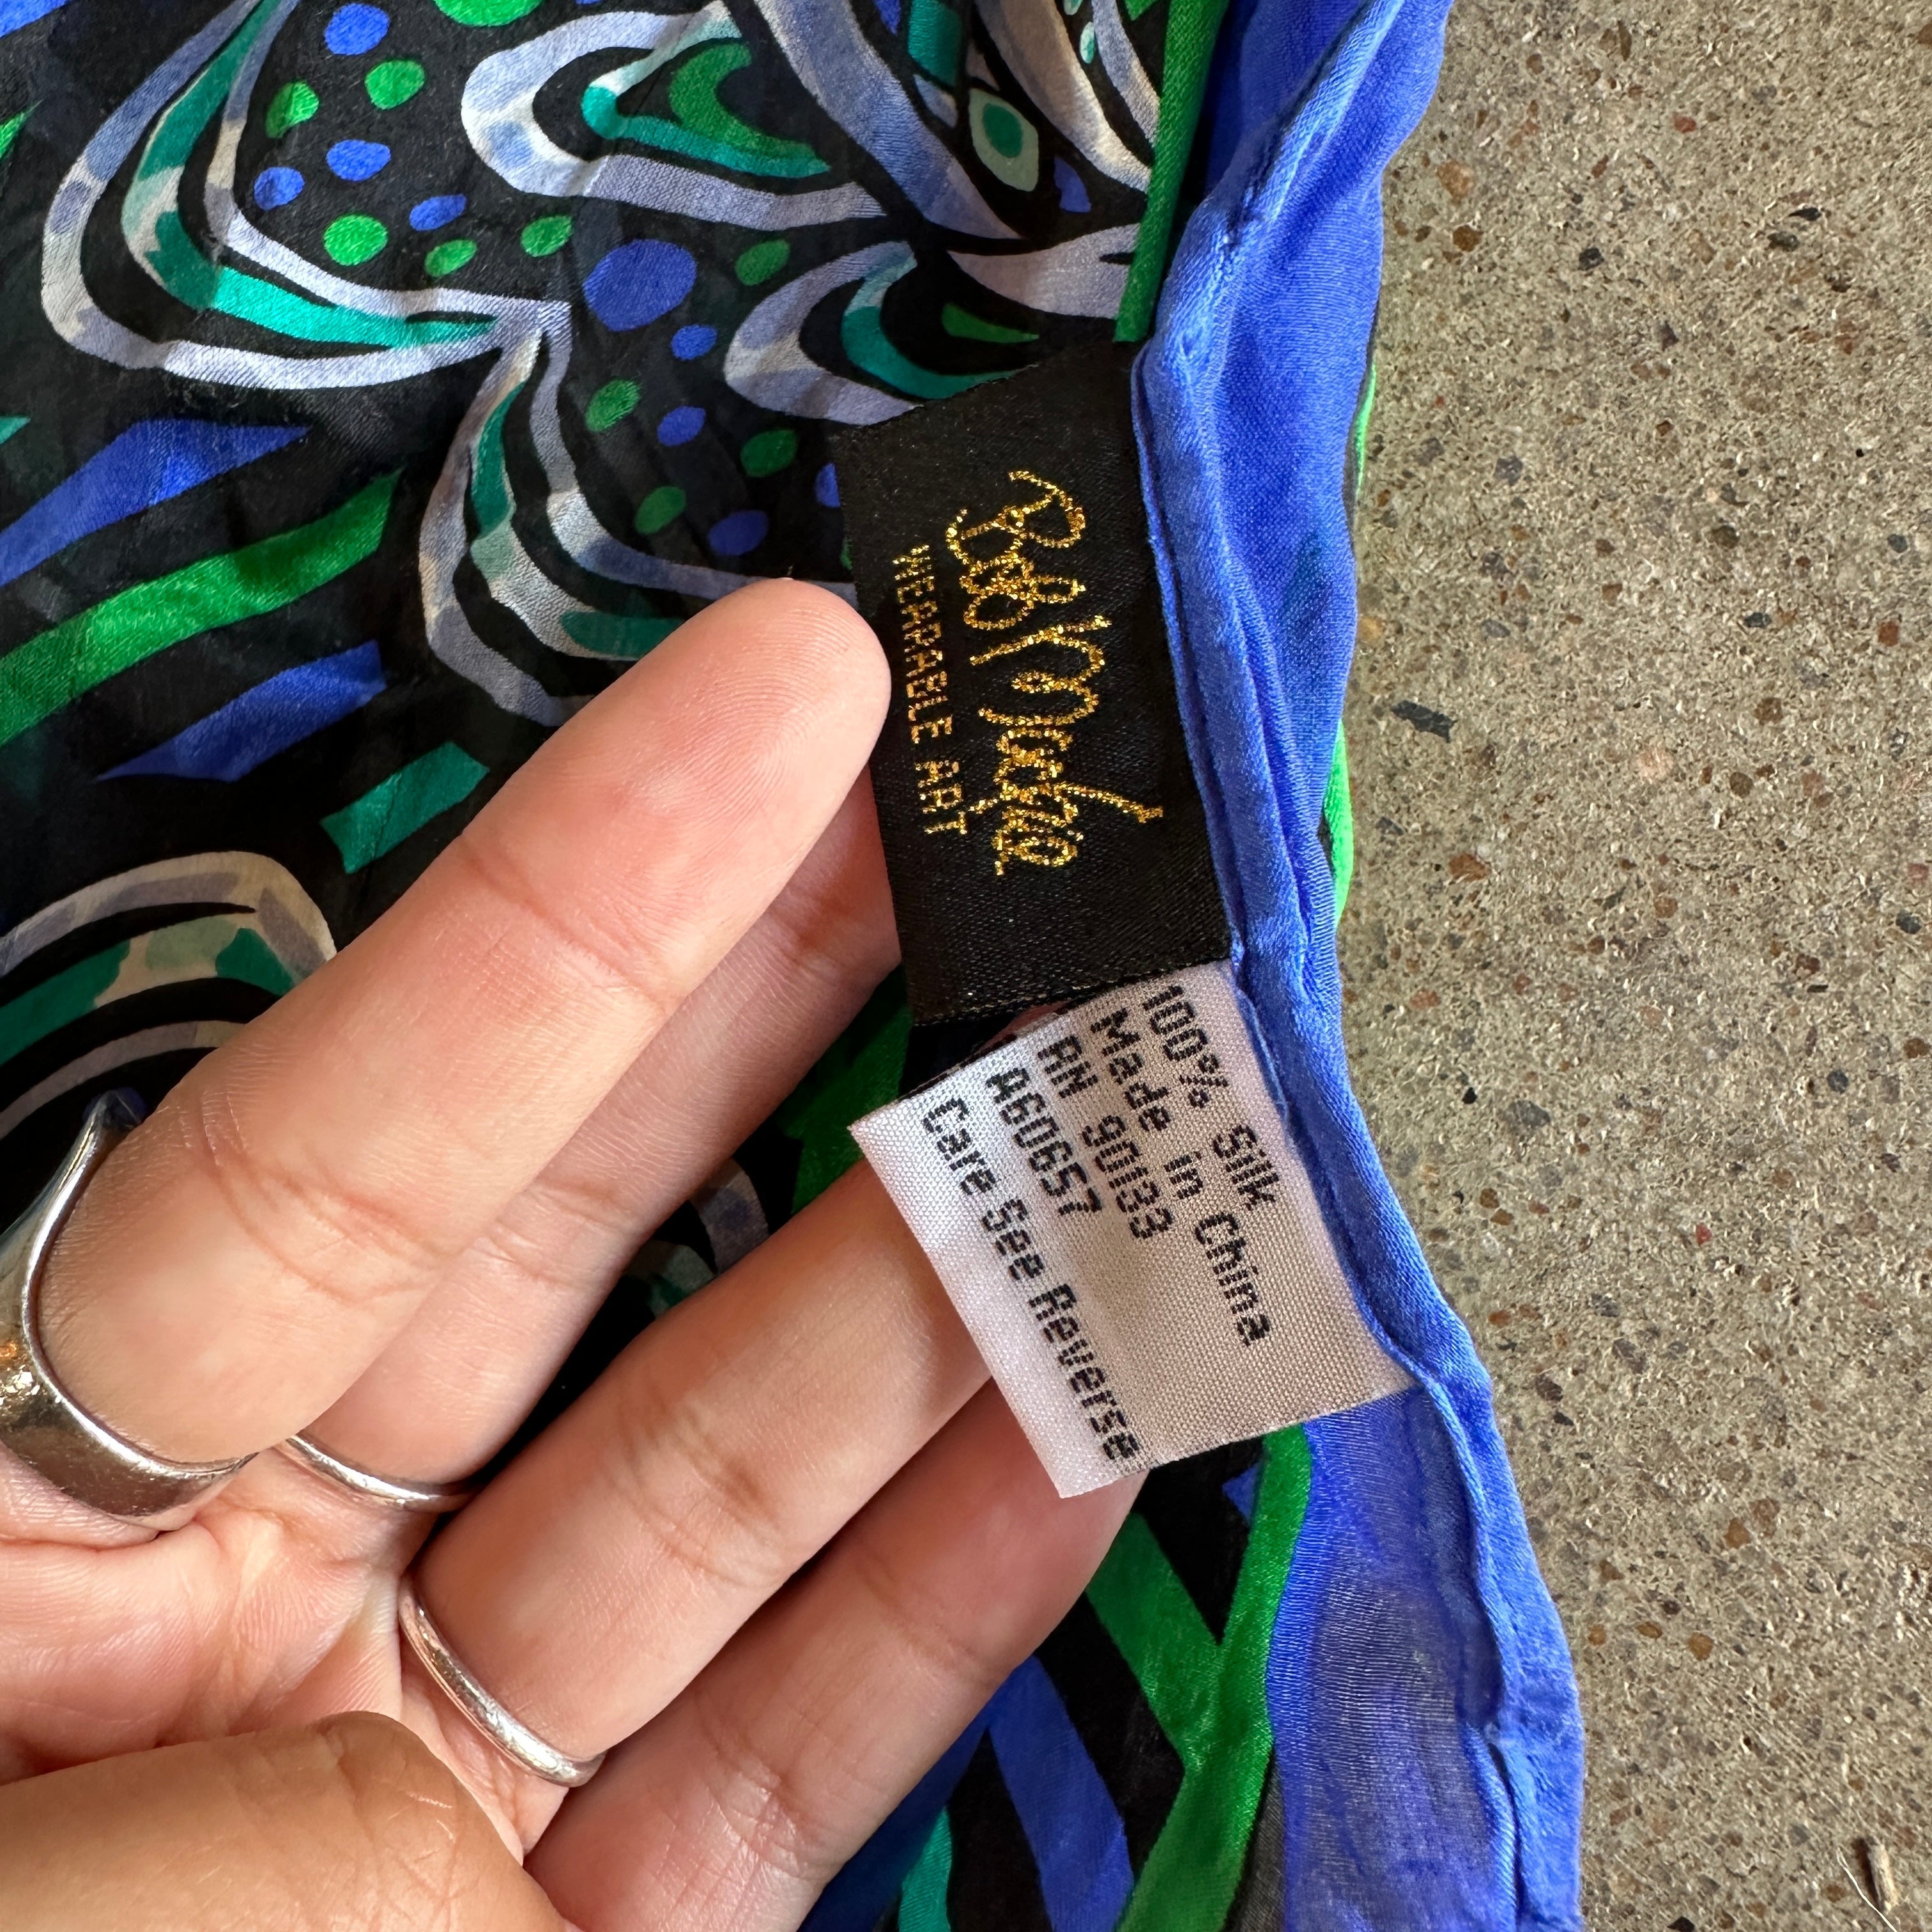 Bob Mackie
WEARABLE ART
100% Silk
Made in China
RN 90133
A60657
Care See Reverse